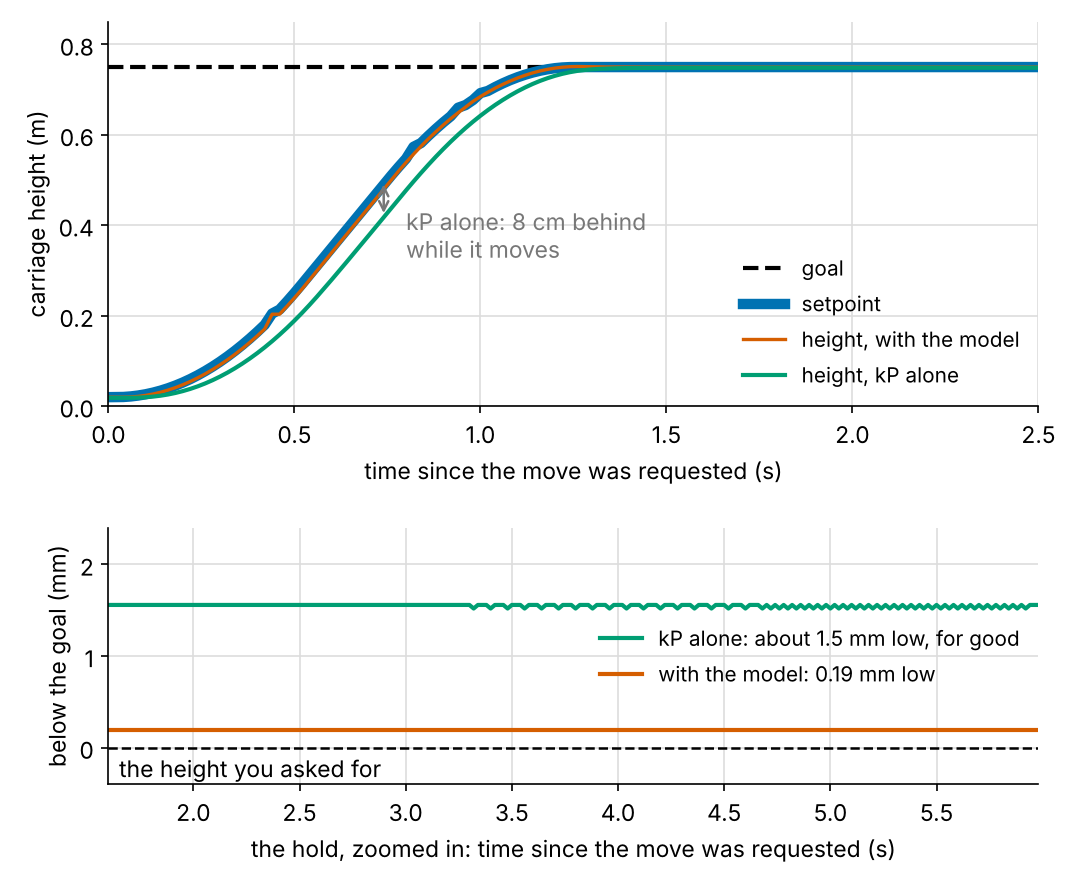 0.8
0.6
0.4
0.2
0.0
carriage height (m)
kP alone: 8 cm behind
while it moves
goal
setpoint
height, with the model
height, kP alone
0.0 0.5 1.0 1.5 2.0 2.5
time since the move was requested (s)
2
1
0
below the goal (mm)
kP alone: about 1.5 mm low, for good
with the model: 0.19 mm low
the height you asked for
2.0 2.5 3.0 3.5 4.0 4.5 5.0 5.5
the hold, zoomed in: time since the move was requested (s)